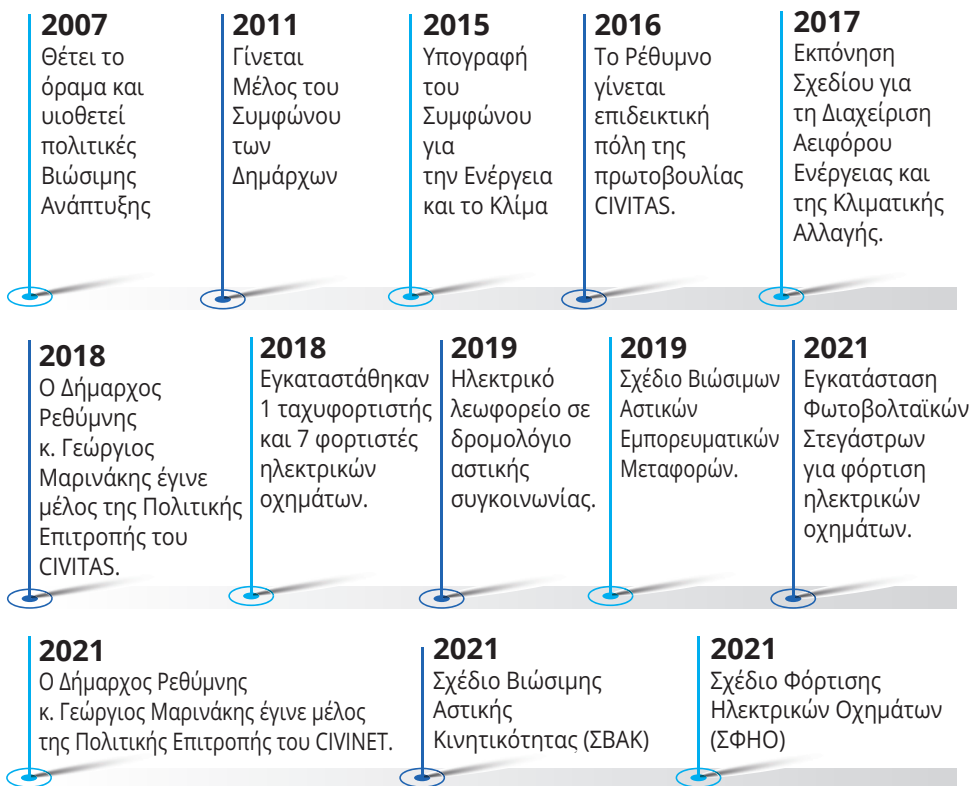 2007
Θέτει το
όραμα και
υιοθετεί
πολιτικές
Βιώσιμης
Ανάπτυξης
2011
Γίνεται
Μέλος του
Συμφώνου
των
Δημάρχων
2015
Υπογραφή
του
Συμφώνου
για
την Ενέργεια
και το Κλίμα
2016
Το Ρέθυμνο
γίνεται
επιδεικτική
πόλη της
πρωτοβουλίας
CIVITAS.
2017
Εκπόνηση
Σχεδίου για
τη Διαχείριση
Αειφόρου
Ενέργειας και
της Κλιματικής
Αλλαγής.
2018
Ο Δήμαρχος
Ρεθύμνης
κ. Γεώργιος
Μαρινάκης έγινε
μέλος της Πολιτικής
Επιτροπής του
CIVITAS.
2018
Εγκαταστάθηκαν
1 ταχυφορτιστής
και 7 φορτιστές
ηλεκτρικών
οχημάτων.
2019
Ηλεκτρικό
λεωφορείο σε
δρομολόγιο
αστικής
συγκοινωνίας.
2019
Σχέδιο Βιώσιμων
Αστικών
Εμπορευματικών
Μεταφορών.
2021
Εγκατάσταση
Φωτοβολταϊκών
Στεγάστρων
για φόρτιση
ηλεκτρικών
οχημάτων.
2021
Ο Δήμαρχος Ρεθύμνης
κ. Γεώργιος Μαρινάκης έγινε μέλος
της Πολιτικής Επιτροπής του CIVINET.
2021
Σχέδιο Βιώσιμης
Αστικής
Κινητικότητας (ΣΒΑΚ)
2021
Σχέδιο Φόρτισης
Ηλεκτρικών Οχημάτων
(ΣΦΗΟ)